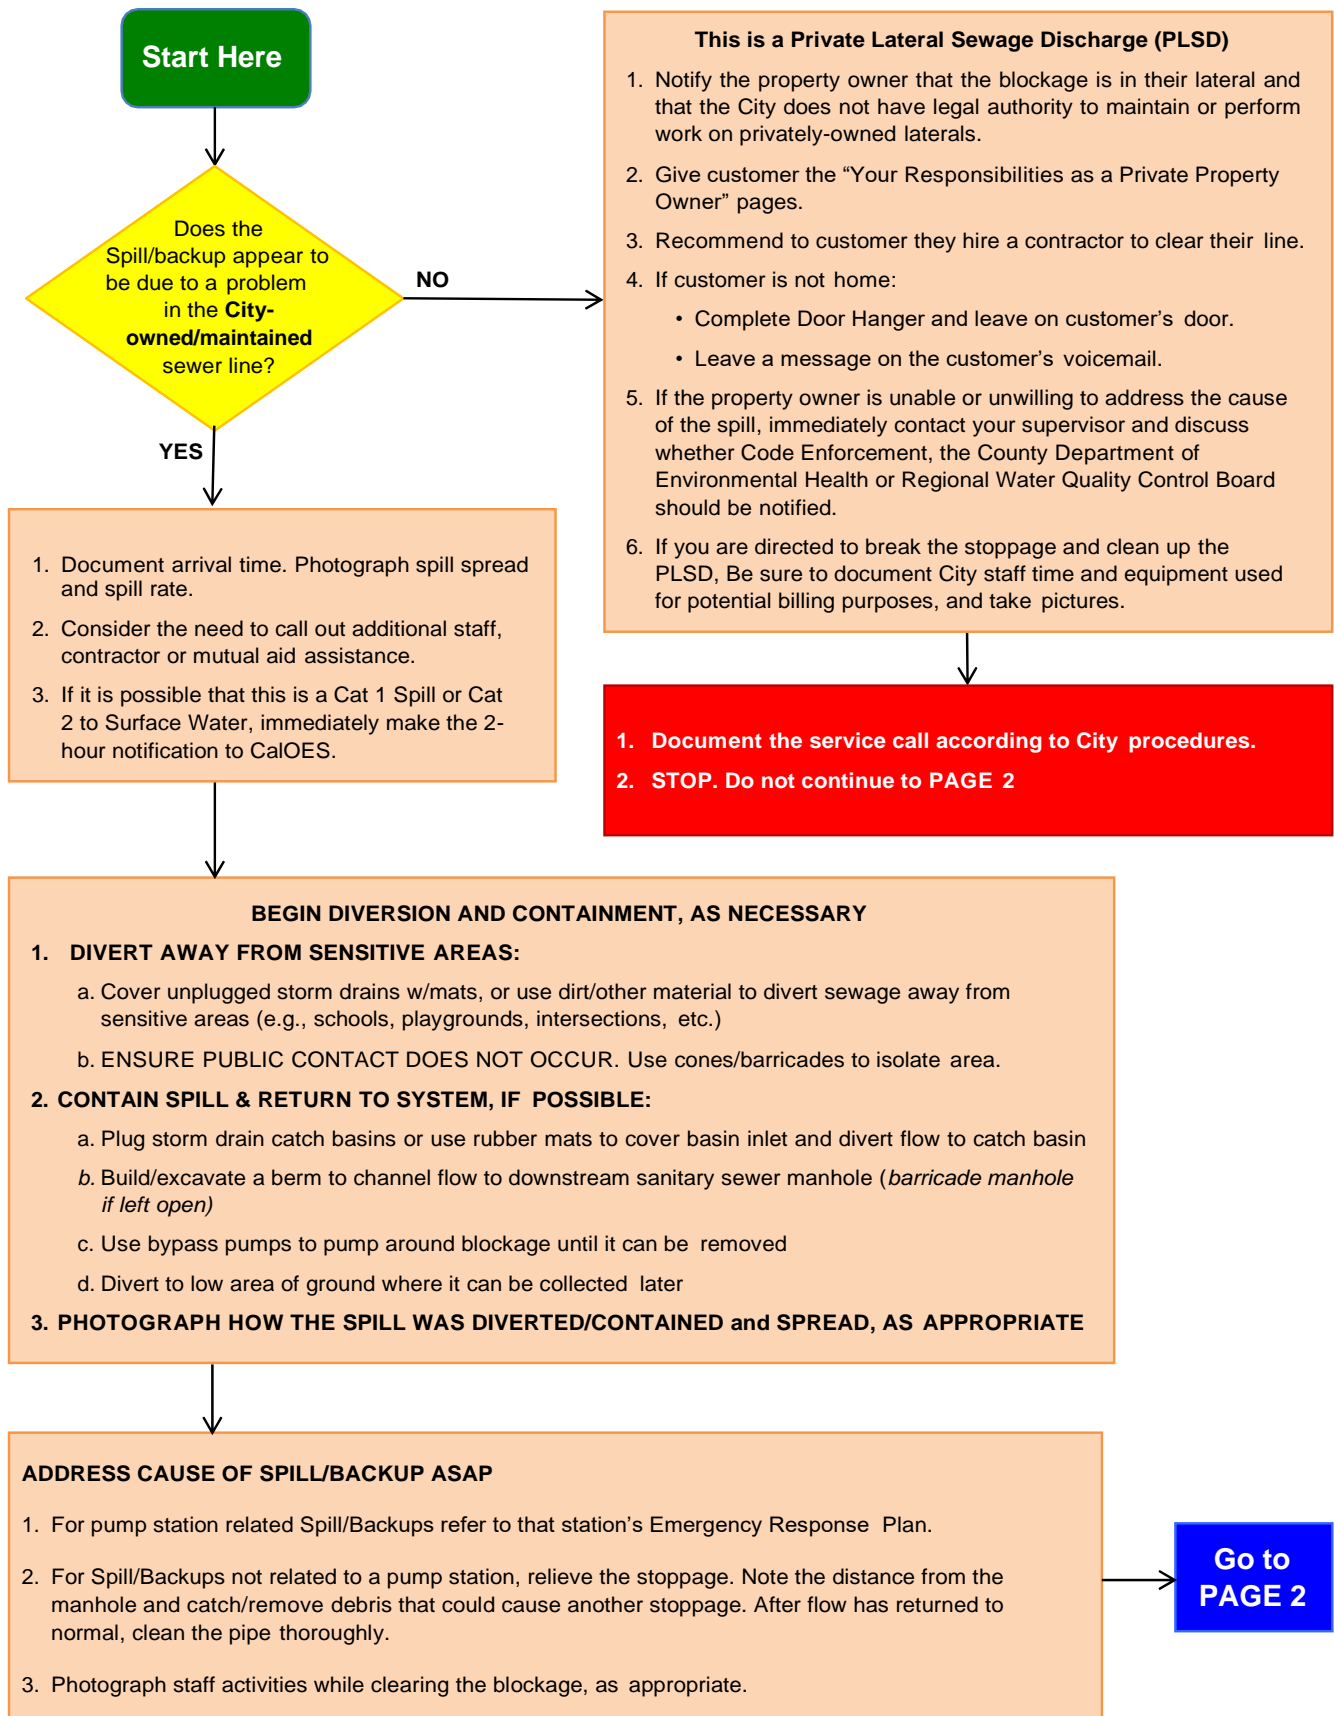 Start Here
Does the
Spill/backup appear to
be due to a problem
in the City-
owned/maintained
sewer line?
NO
YES
This is a Private Lateral Sewage Discharge (PLSD)
1. Notify the property owner that the blockage is in their lateral and
that the City does not have legal authority to maintain or perform
work on privately-owned laterals.
2. Give customer the “Your Responsibilities as a Private Property
Owner” pages.
3. Recommend to customer they hire a contractor to clear their line.
4. If customer is not home:
• Complete Door Hanger and leave on customer’s door.
• Leave a message on the customer’s voicemail.
5. If the property owner is unable or unwilling to address the cause
of the spill, immediately contact your supervisor and discuss
whether Code Enforcement, the County Department of
Environmental Health or Regional Water Quality Control Board
should be notified.
6. If you are directed to break the stoppage and clean up the
PLSD, Be sure to document City staff time and equipment used
for potential billing purposes, and take pictures.
1. Document the service call according to City procedures.
2. STOP. Do not continue to PAGE 2
1. Document arrival time. Photograph spill spread
and spill rate.
2. Consider the need to call out additional staff,
contractor or mutual aid assistance.
3. If it is possible that this is a Cat 1 Spill or Cat
2 to Surface Water, immediately make the 2-
hour notification to CalOES.
BEGIN DIVERSION AND CONTAINMENT, AS NECESSARY
1. DIVERT AWAY FROM SENSITIVE AREAS:
a. Cover unplugged storm drains w/mats, or use dirt/other material to divert sewage away from
sensitive areas (e.g., schools, playgrounds, intersections, etc.)
b. ENSURE PUBLIC CONTACT DOES NOT OCCUR. Use cones/barricades to isolate area.
2. CONTAIN SPILL & RETURN TO SYSTEM, IF POSSIBLE:
a. Plug storm drain catch basins or use rubber mats to cover basin inlet and divert flow to catch basin
b. Build/excavate a berm to channel flow to downstream sanitary sewer manhole (barricade manhole
if left open)
c. Use bypass pumps to pump around blockage until it can be removed
d. Divert to low area of ground where it can be collected later
3. PHOTOGRAPH HOW THE SPILL WAS DIVERTED/CONTAINED and SPREAD, AS APPROPRIATE
ADDRESS CAUSE OF SPILL/BACKUP ASAP
1. For pump station related Spill/Backups refer to that station’s Emergency Response Plan.
2. For Spill/Backups not related to a pump station, relieve the stoppage. Note the distance from the
manhole and catch/remove debris that could cause another stoppage. After flow has returned to
normal, clean the pipe thoroughly.
3. Photograph staff activities while clearing the blockage, as appropriate.
Go to
PAGE 2